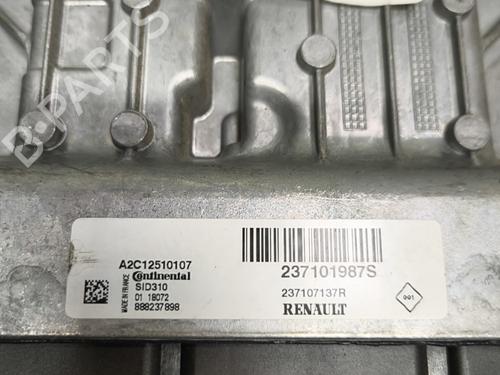 B-PARTS
A2C12510107
Continental
SID310
01 18072
888237898
MADE IN FRANCE
237101987S
237107137R
RENAULT
001